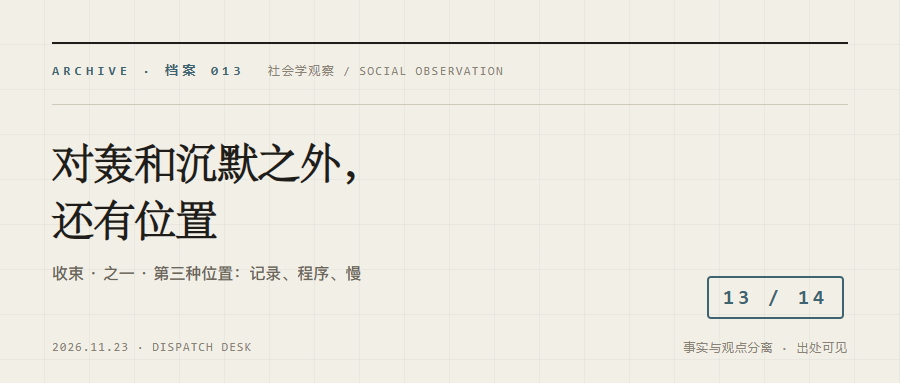 ARCHIVE · 档案 013 社会学观察 / SOCIAL OBSERVATION
对轰和沉默之外，
还有位置
收束 · 之一 · 第三种位置：记录、程序、慢
13 / 14
2026.11.23 · DISPATCH DESK
事实与观点分离 · 出处可见